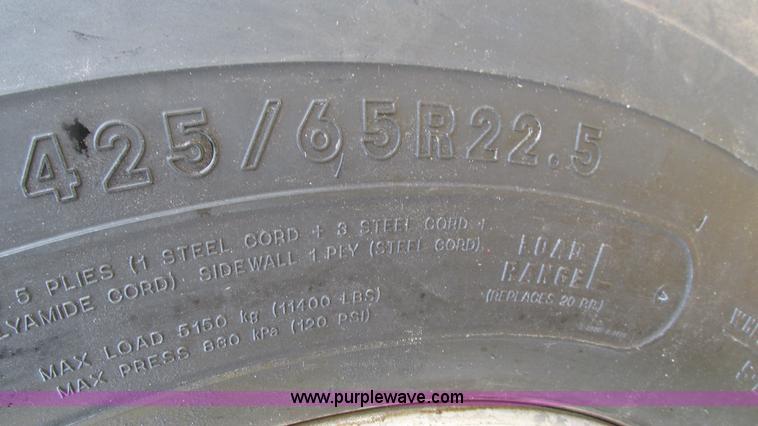 425/65R22.5
5 PLIES (1 STEEL CORD + 3 STEEL CORD +
LYAMIDE CORD). SIDEWALL 1 PLY (STEEL CORD).
MAX LOAD 5150 kg (11400 LBS)
MAX PRESS 830 kPa (120 PSI)
LOAD
RANGE L
(REPLACES 20 PR)
WH
www.purplewave.com